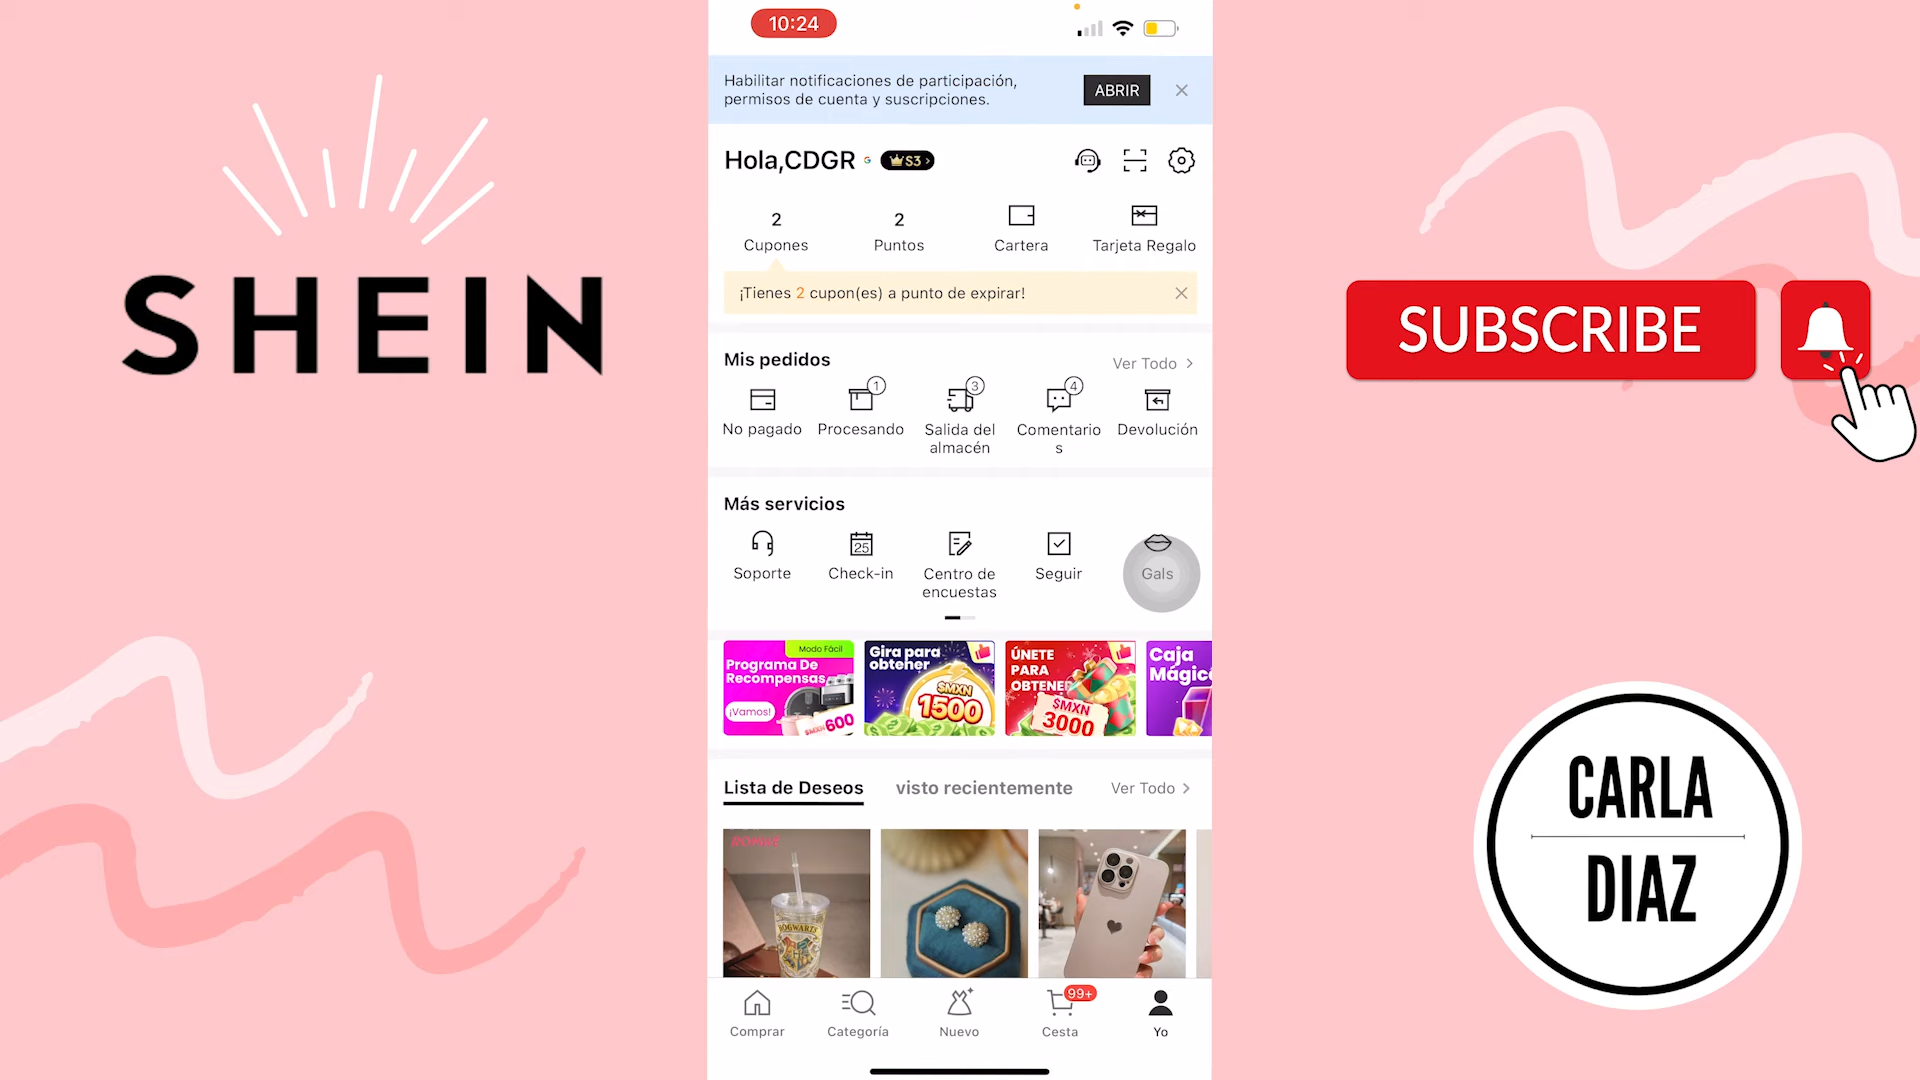 SHEIN
10:24
Habilitar notificaciones de participación,
permisos de cuenta y suscripciones.
ABRIR
Hola,CDGR
S3
2
Cupones
2
Puntos
Cartera
Tarjeta Regalo
¡Tienes 2 cupon(es) a punto de expirar!
Mis pedidos
Ver Todo
No pagado
1
Procesando
3
Salida del
almacén
4
Comentario
s
Devolución
Más servicios
Soporte
25
Check-in
Centro de
encuestas
Seguir
Gals
Modo Fácil
Programa De
Recompensas
¡Vamos!
$MXN 600
Gira para
obtener
$MXN
1500
ÚNETE
PARA
OBTENER
$MXN
3000
Caja
Mágic
Lista de Deseos
visto recientemente
Ver Todo
HOGWARTS
Comprar
Categoría
Nuevo
99+
Cesta
Yo
SUBSCRIBE
CARLA
DIAZ